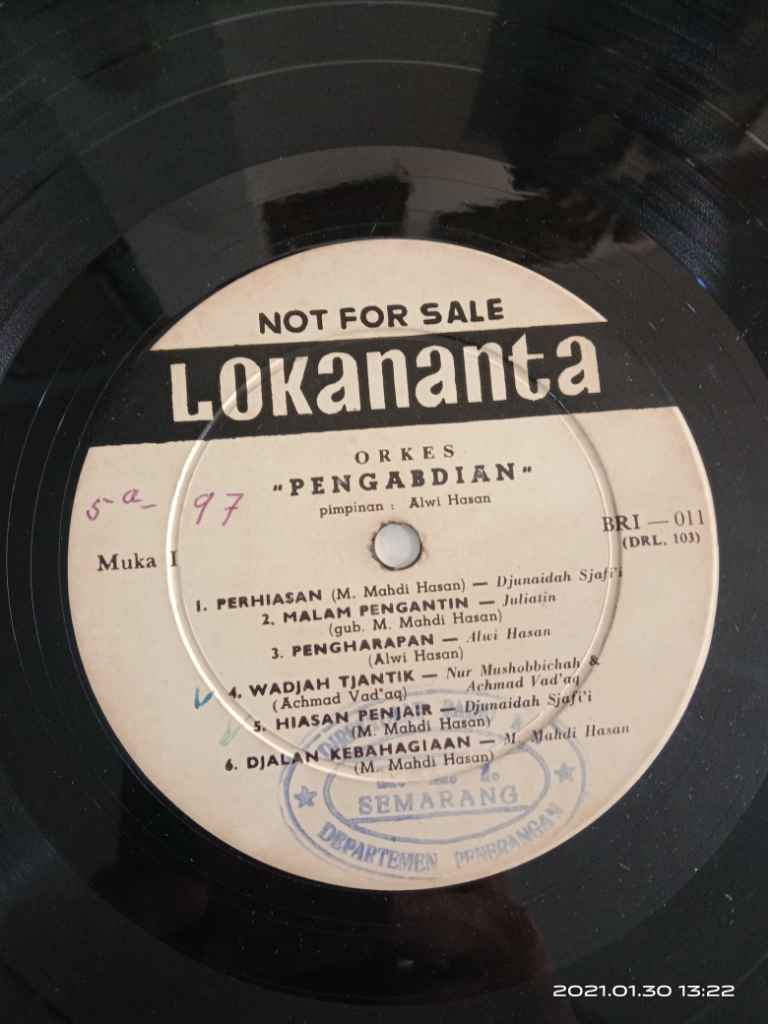 NOT FOR SALE
Lokananta
ORKES
"PENGABDIAN"
pimpinan : Alwi Hasan
5a- 97
BRI — 011
(DRL. 103)
Muka I
1. PERHIASAN (M. Mahdi Hasan) — Djunaidah Sjafi'i
2. MALAM PENGANTIN — Juliatin
(gub. M. Mahdi Hasan)
3. PENGHARAPAN — Alwi Hasan
(Alwi Hasan)
4. WADJAH TJANTIK — Nur Mushobbichah &
(Achmad Vad'aq) Achmad Vad'aq
5. HIASAN PENJAIR — Djunaidah Sjafi'i
(M. Mahdi Hasan)
6. DJALAN KEBAHAGIAAN — M. Mahdi Hasan
(M. Mahdi Hasan)
SEMARANG
DEPARTEMEN PENERANGAN
2021.01.30 13:22